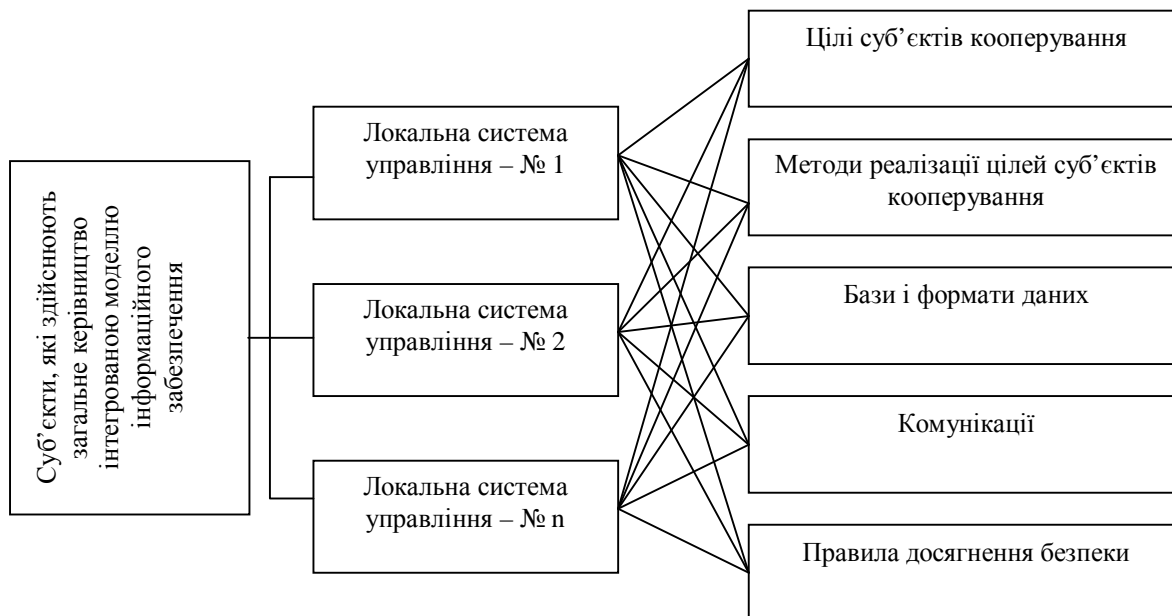 Суб’єкти, які здійснюють
загальне керівництво
інтегрованою моделлю
інформаційного
забезпечення
Локальна система
управління – № 1
Локальна система
управління – № 2
Локальна система
управління – № n
Цілі суб’єктів кооперування
Методи реалізації цілей суб’єктів
кооперування
Бази і формати даних
Комунікації
Правила досягнення безпеки